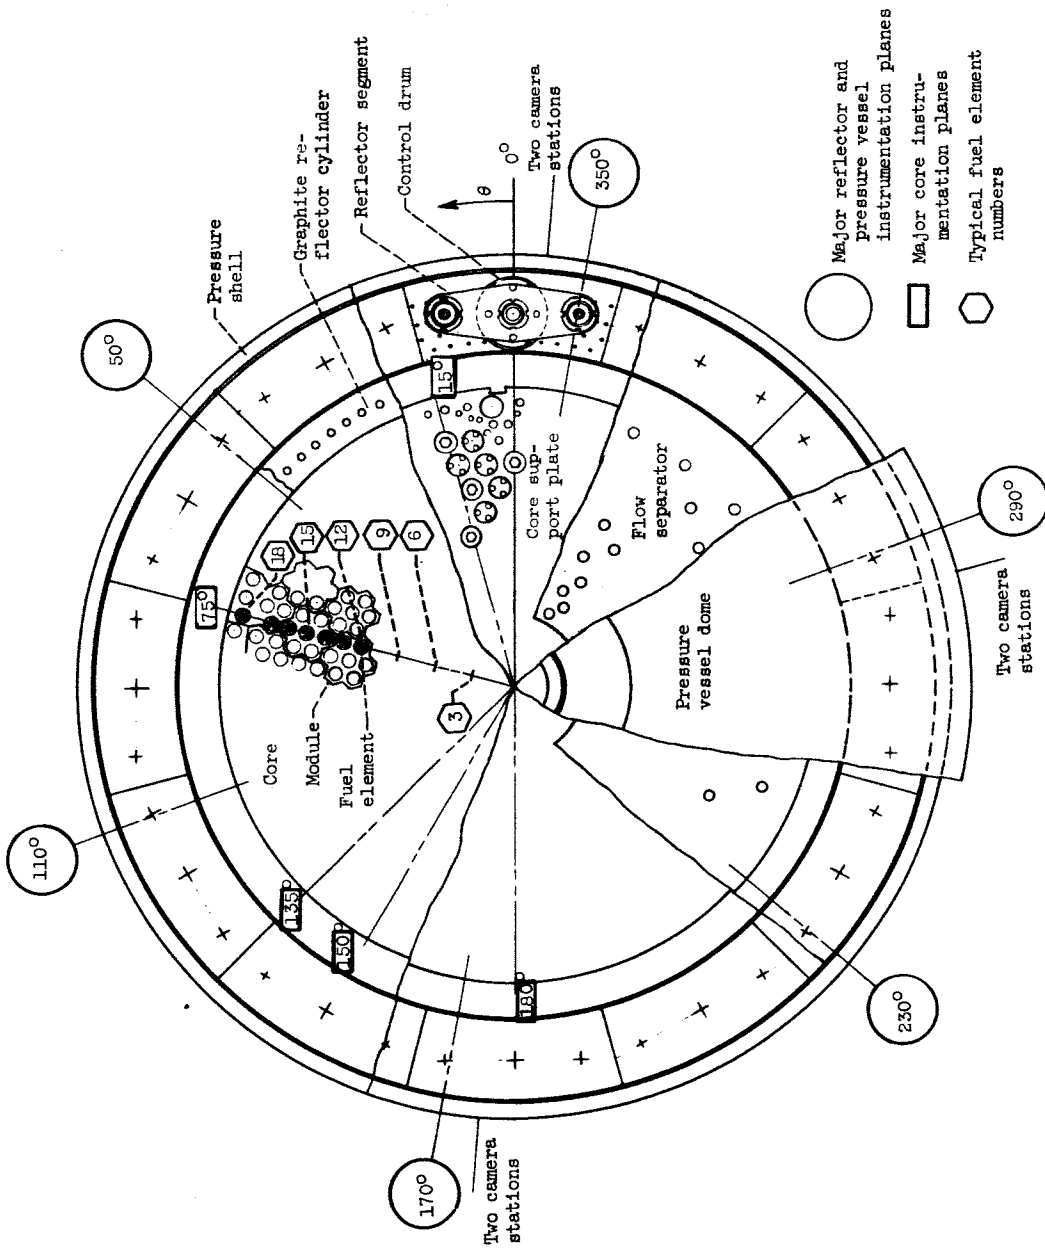 Pressure
shell
Graphite re-
flector cylinder
Reflector segment
Control drum
0°
θ
Two camera
stations
350°
50°
15°
75°
18
15
12
9
6
3
Core
Module
Fuel
element
Core sup-
port plate
Flow
separator
Pressure
vessel dome
110°
135°
150°
180°
170°
Two camera
stations
230°
290°
Two camera
stations
Major reflector and
pressure vessel
instrumentation planes
Major core instru-
mentation planes
Typical fuel element
numbers